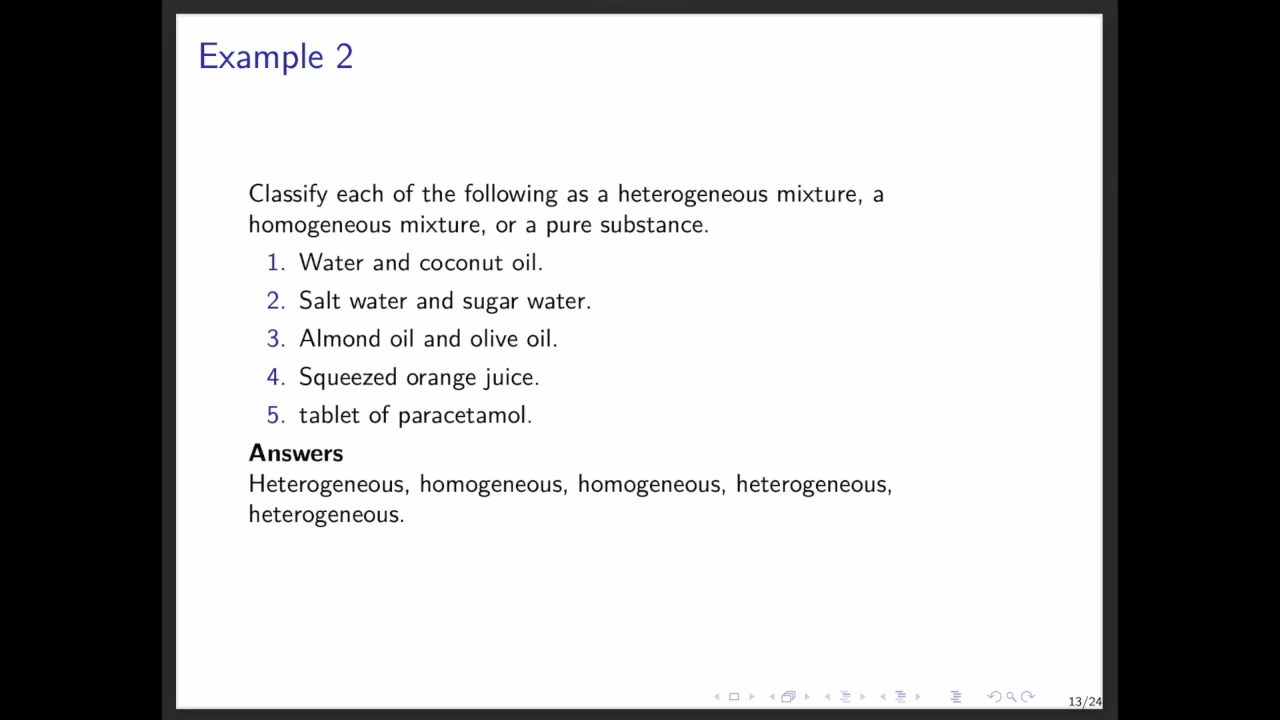 Example 2
Classify each of the following as a heterogeneous mixture, a
homogeneous mixture, or a pure substance.
1. Water and coconut oil.
2. Salt water and sugar water.
3. Almond oil and olive oil.
4. Squeezed orange juice.
5. tablet of paracetamol.
Answers
Heterogeneous, homogeneous, homogeneous, heterogeneous,
heterogeneous.
13/24